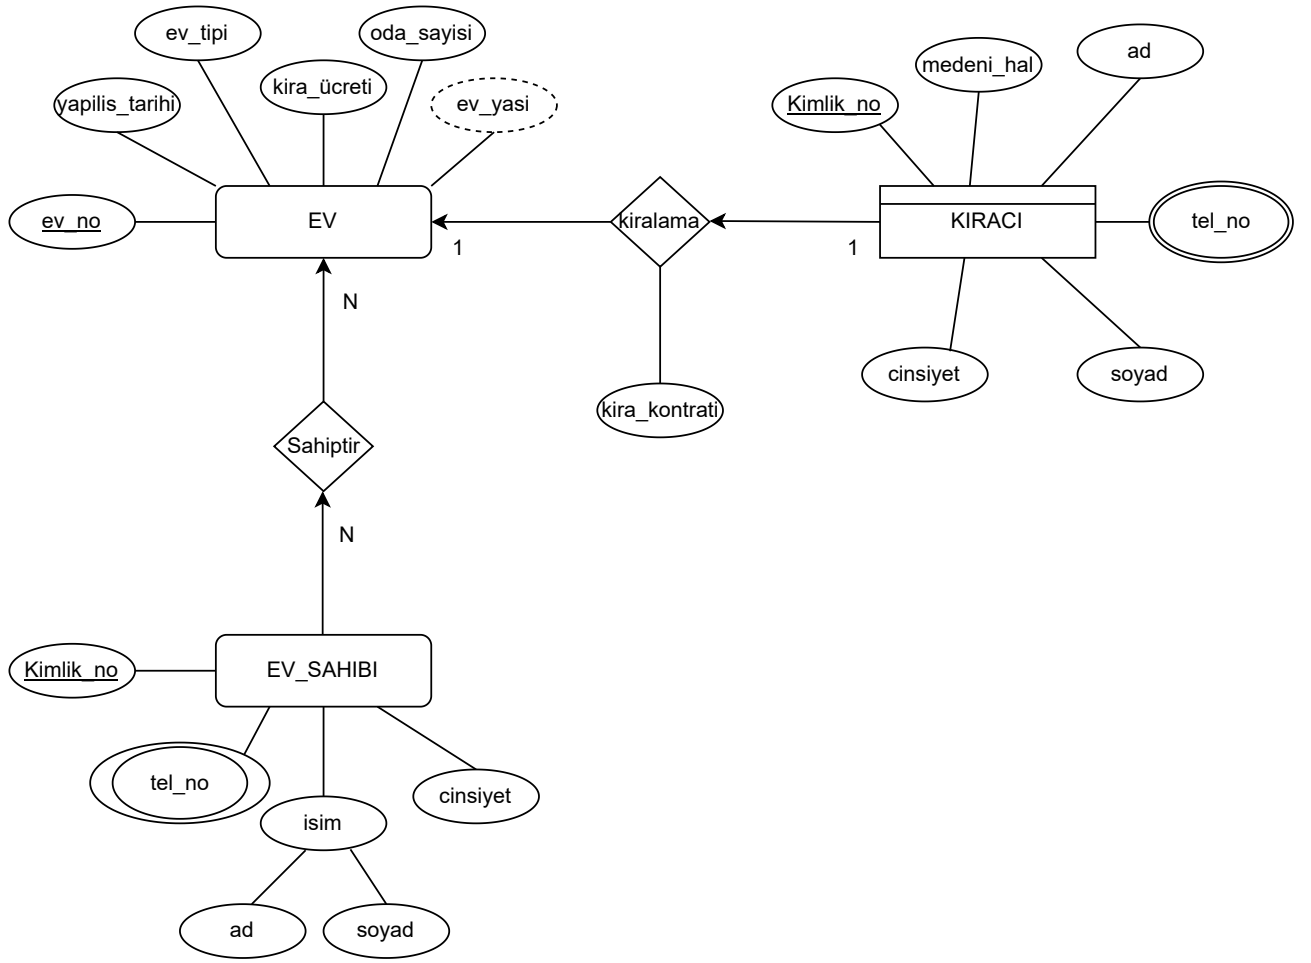 ev_tipi
oda_sayisi
ad
medeni_hal
kira_ücreti
yapilis_tarihi
ev_yasi
Kimlik_no
ev_no
EV
kiralama
KIRACI
tel_no
1
1
N
cinsiyet
soyad
kira_kontrati
Sahiptir
N
Kimlik_no
EV_SAHIBI
tel_no
cinsiyet
isim
ad
soyad